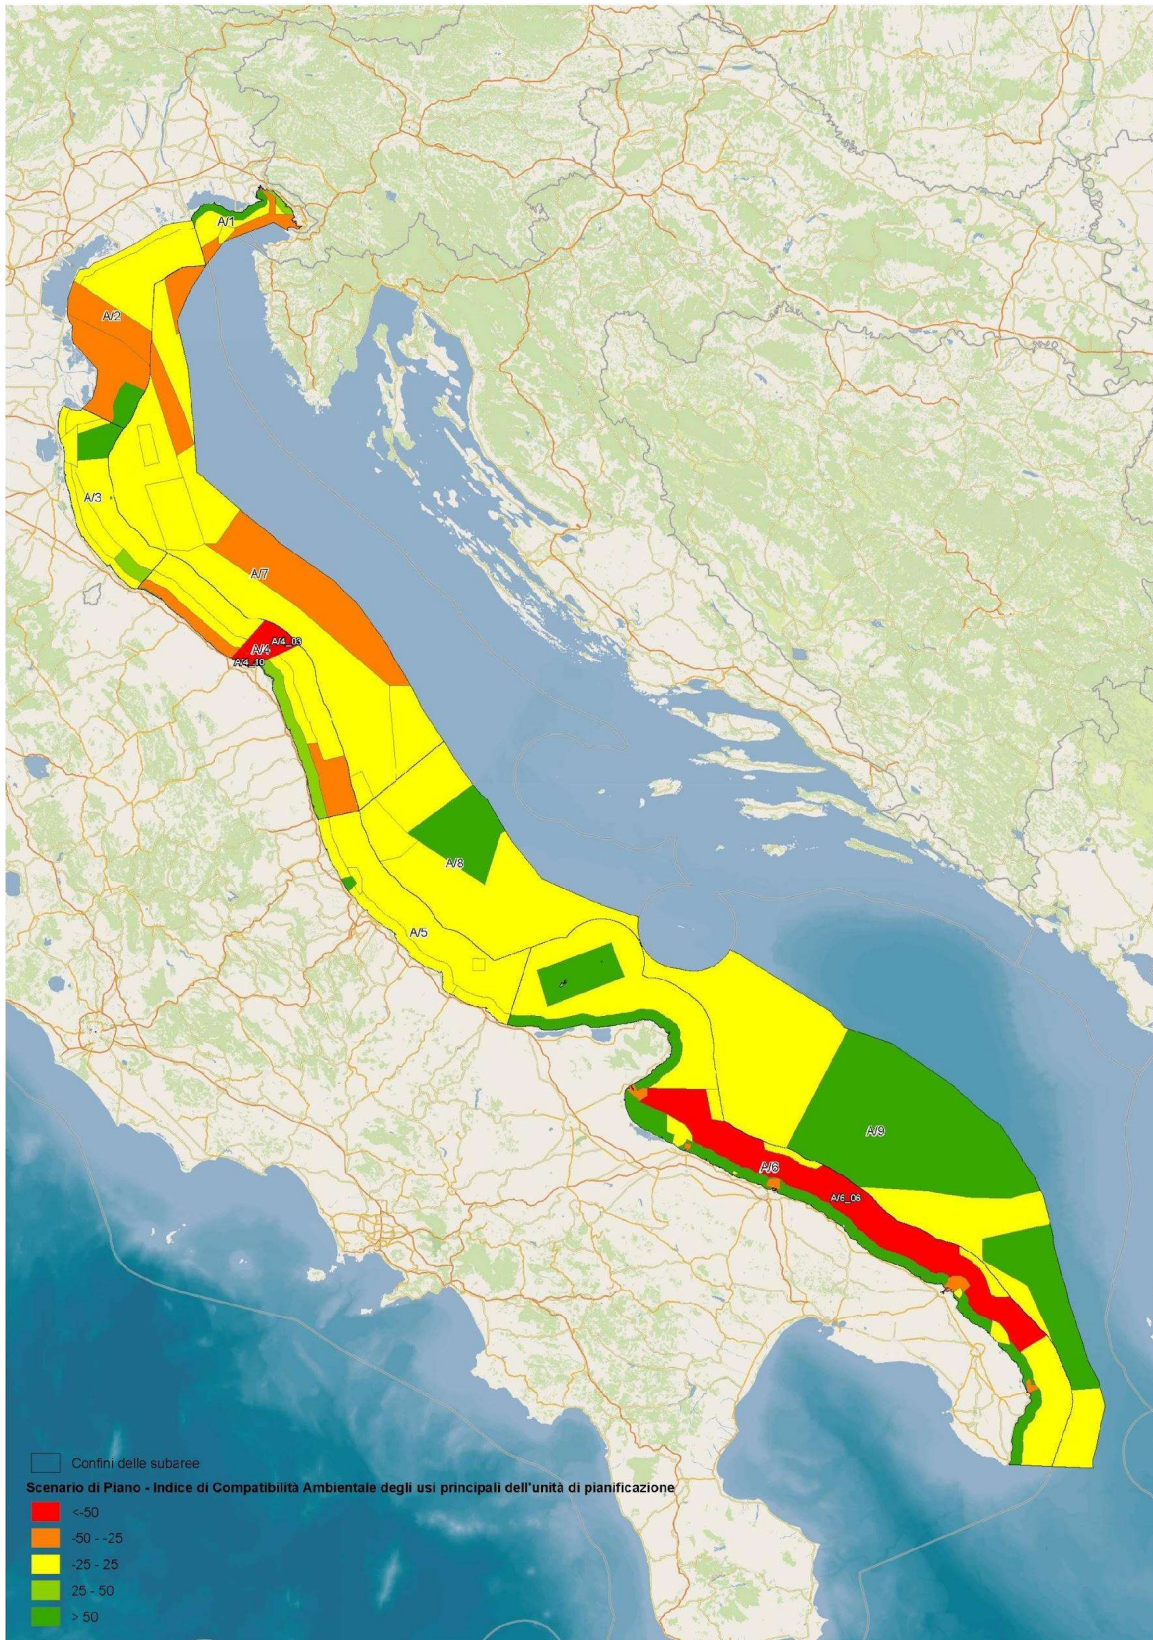 A/1
A/2
A/3
A/7
A/4_03
A/4
A/4_10
A/8
A/5
A/9
A/6
A/6_06
Confini delle subaree
Scenario di Piano - Indice di Compatibilità Ambientale degli usi principali dell'unità di pianificazione
<-50
-50 - -25
-25 - 25
25 - 50
> 50